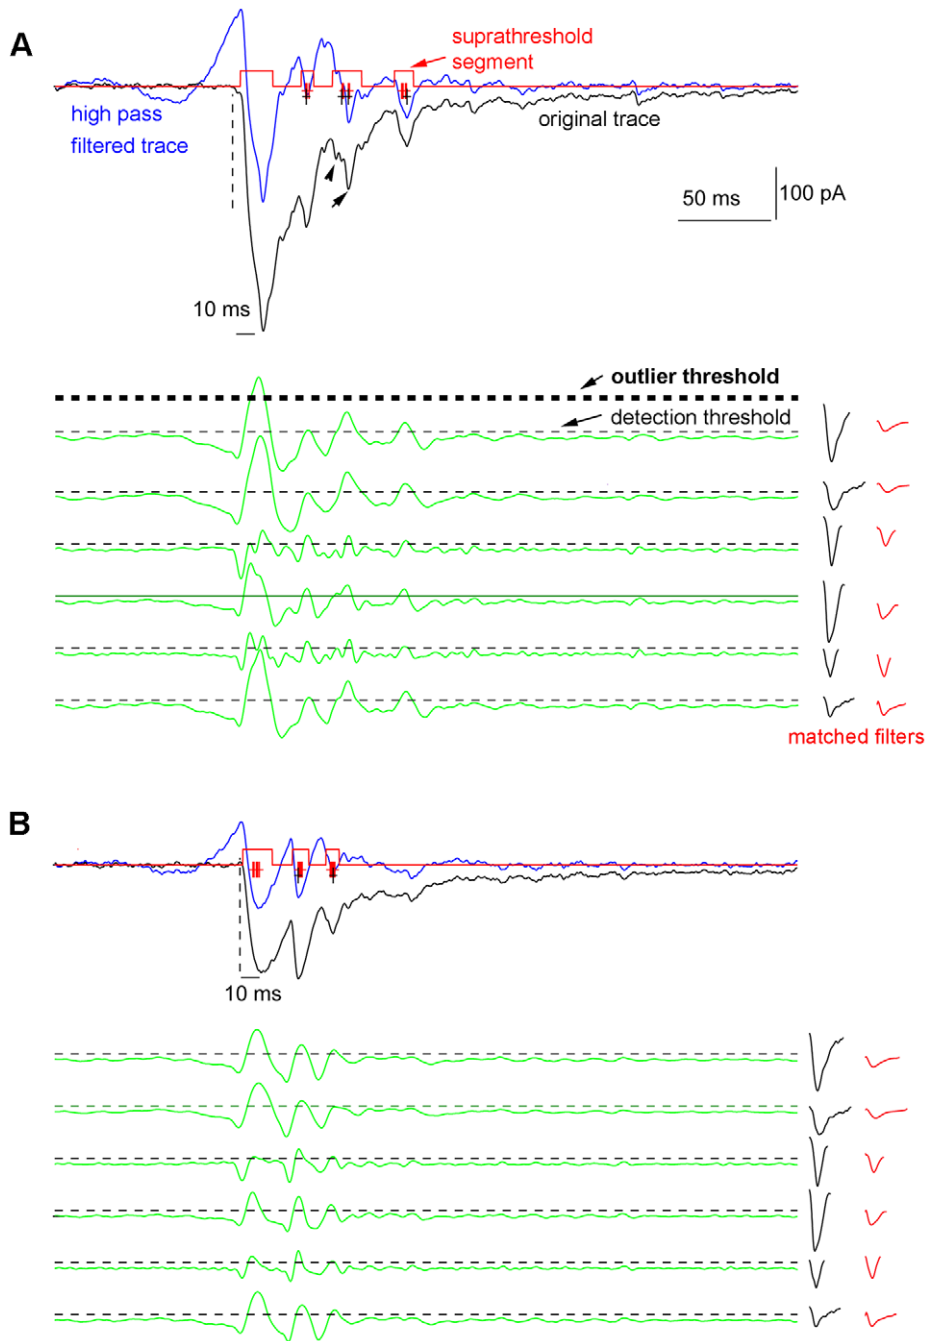 A
suprathreshold
segment
high pass
filtered trace
original trace
50 ms
100 pA
10 ms
outlier threshold
detection threshold
matched filters
B
10 ms